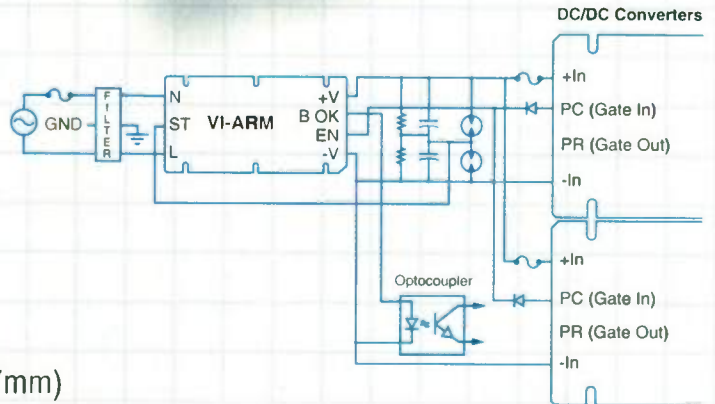 DC/DC Converters
+In
PC (Gate In)
PR (Gate Out)
-In
FILTER
GND
N
ST
L
VI-ARM
+V
B OK
EN
-V
Optocoupler
+In
PC (Gate In)
PR (Gate Out)
-In
mm)